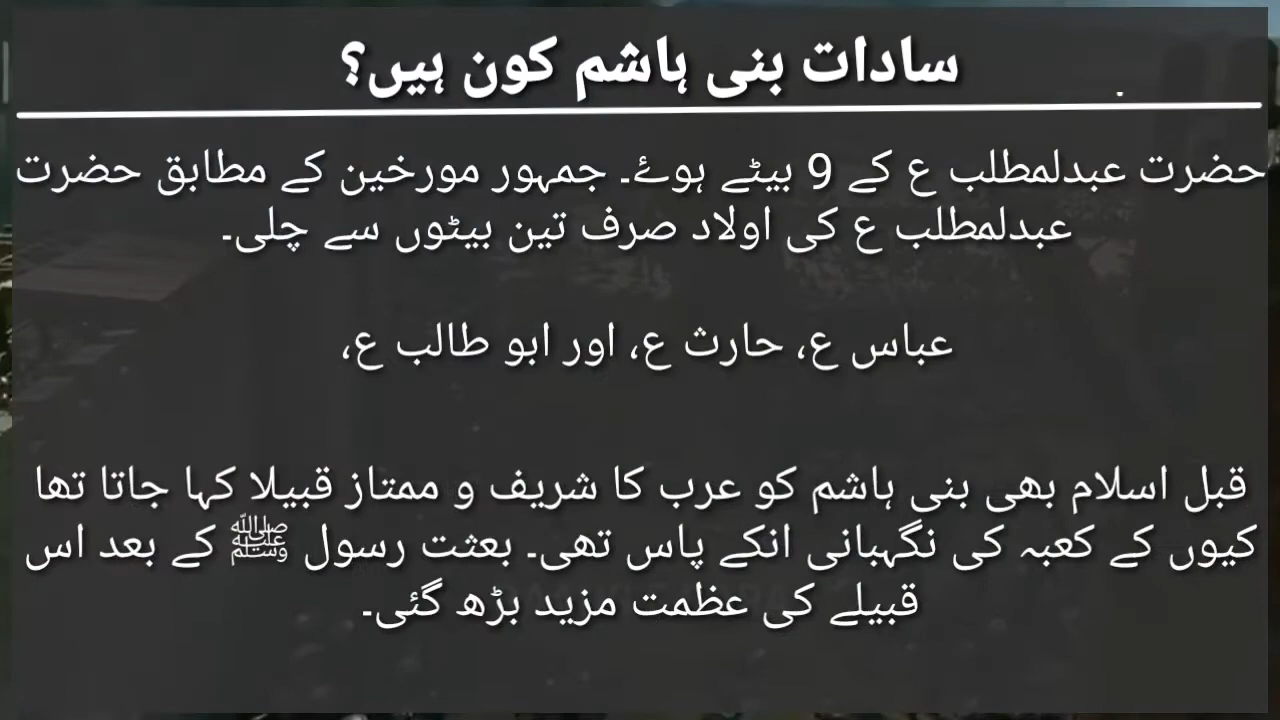 سادات بنی ہاشم کون ہیں؟
حضرت عبدلمطلب ع کے 9 بیٹے ہوۓ۔ جمہور مورخین کے مطابق حضرت
عبدلمطلب ع کی اولاد صرف تین بیٹوں سے چلی۔
عباس ع، حارث ع، اور ابو طالب ع،
قبل اسلام بھی بنی ہاشم کو عرب کا شریف و ممتاز قبیلا کہا جاتا تھا
کیوں کے کعبہ کی نگہبانی انکے پاس تھی۔ بعثت رسول ﷺ کے بعد اس
قبیلے کی عظمت مزید بڑھ گئی۔